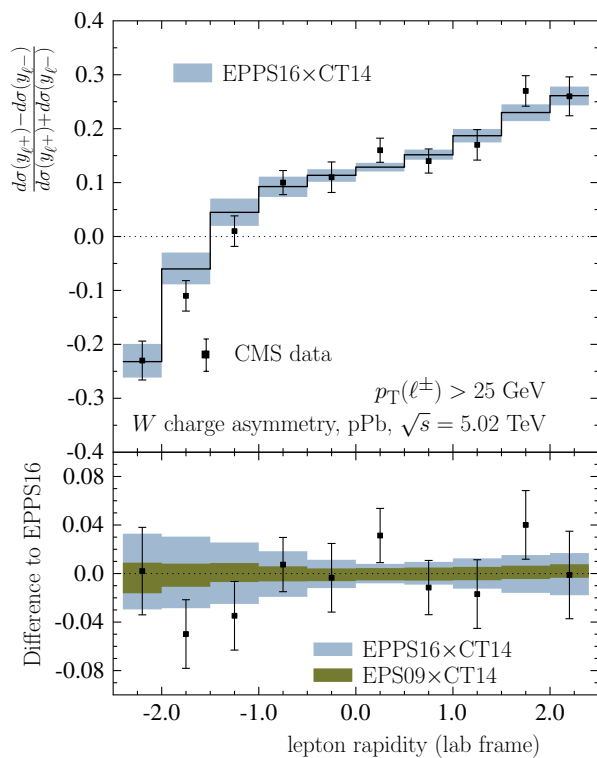 dσ(yℓ+)−dσ(yℓ−)
dσ(yℓ+)+dσ(yℓ−)
0.4
0.3
0.2
0.1
0.0
-0.1
-0.2
-0.3
-0.4
EPPS16×CT14
CMS data
pT(ℓ±) > 25 GeV
W charge asymmetry, pPb, √s = 5.02 TeV
Difference to EPPS16
0.08
0.04
0.0
-0.04
-0.08
EPPS16×CT14
EPS09×CT14
-2.0 -1.0 0.0 1.0 2.0
lepton rapidity (lab frame)